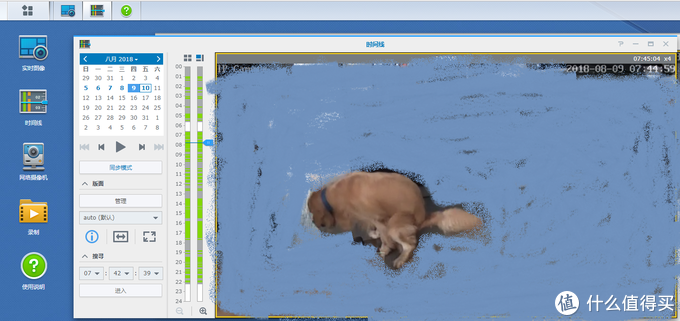 时间线
实时图像
时间线
网络摄像机
录制
使用说明
八月 2018
日 一 二 三 四 五 六
29 30 31 1 2 3 4
5 6 7 8 9 10 11
12 13 14 15 16 17 18
19 20 21 22 23 24 25
26 27 28 29 30 31 1
2 3 4 5 6 7 8
同步模式
版面
管理
auto (默认)
搜寻
07 : 42 : 39
进入
00
01
02
03
04
05
06
07
08
09
10
11
12
13
14
15
16
17
18
19
20
21
22
23
24
07:45:04 x4
IP Cam
2018-08-09 07:44:59
值 什么值得买